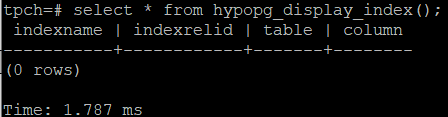 tpch=# select * from hypopg_display_index();
 indexname | indexrelid | table | column
-----------+------------+-------+--------
(0 rows)
Time: 1.787 ms